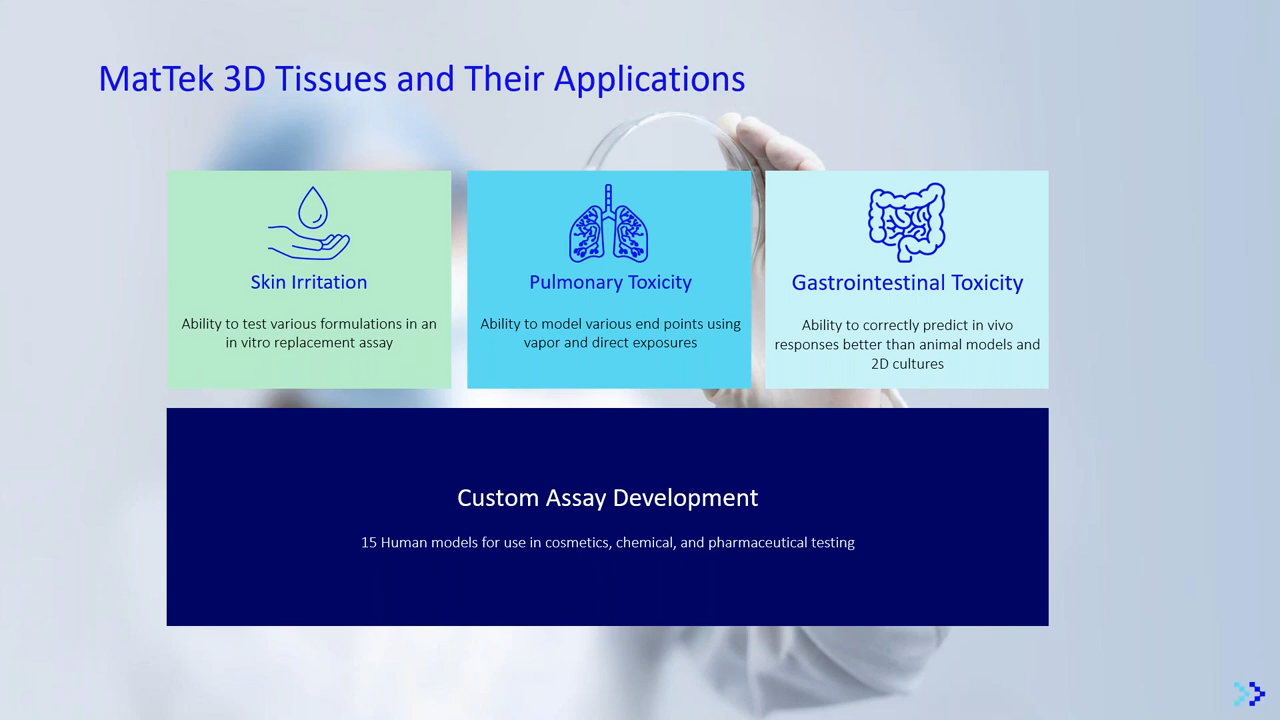 MatTek 3D Tissues and Their Applications
Skin Irritation
Ability to test various formulations in an
in vitro replacement assay
Pulmonary Toxicity
Ability to model various end points using
vapor and direct exposures
Gastrointestinal Toxicity
Ability to correctly predict in vivo
responses better than animal models and
2D cultures
Custom Assay Development
15 Human models for use in cosmetics, chemical, and pharmaceutical testing